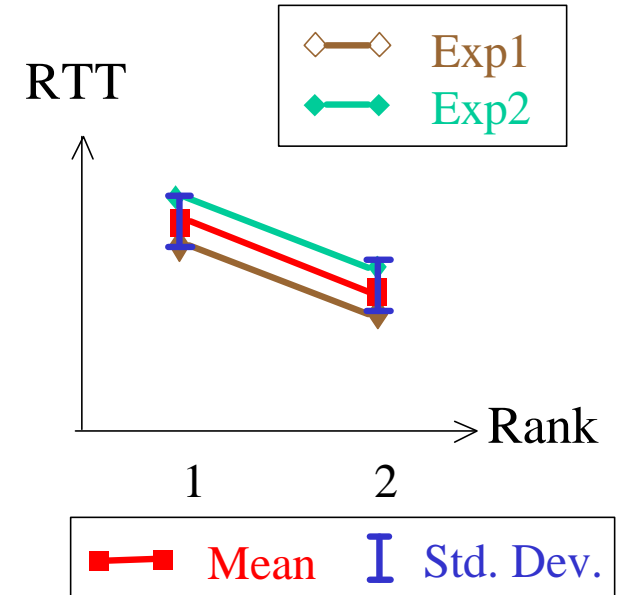 Exp1
RTT
Exp2
Rank
1 2
Mean Std. Dev.